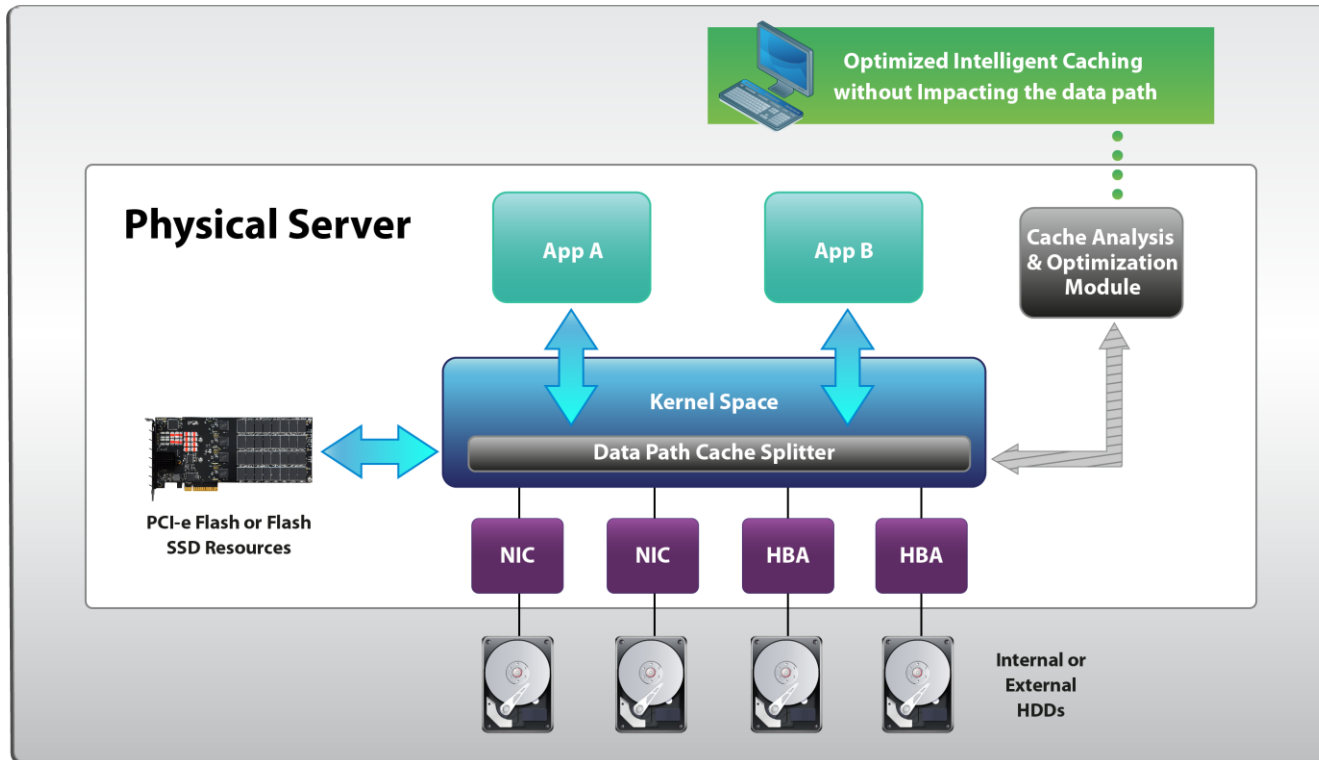 Optimized Intelligent Caching
without Impacting the data path
Physical Server
App A
App B
Cache Analysis
& Optimization
Module
Kernel Space
Data Path Cache Splitter
PCI-e Flash or Flash
SSD Resources
NIC
NIC
HBA
HBA
Internal or
External
HDDs